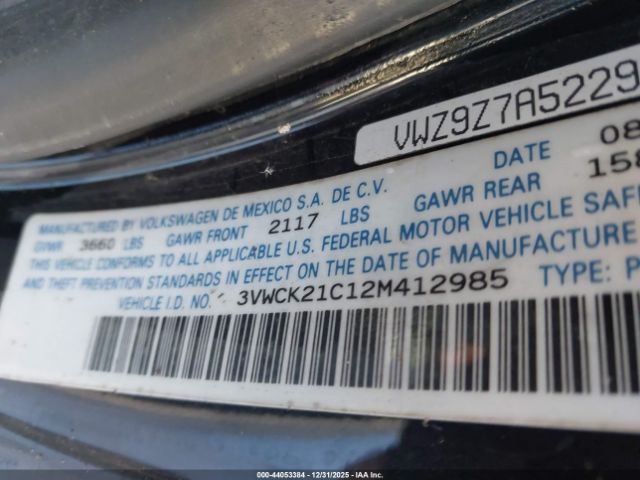 VWZ9Z7A5229
MANUFACTURED BY VOLKSWAGEN DE MEXICO S.A. DE C.V. DATE 08
GVWR 3660 LBS GAWR FRONT 2117 LBS GAWR REAR 158
THIS VEHICLE CONFORMS TO ALL APPLICABLE U.S. FEDERAL MOTOR VEHICLE SAF
AND THEFT PREVENTION STANDARDS IN EFFECT ON THE DATE OF MANUFACTURE
VEHICLE I.D. NO. 3VWCK21C12M412985 TYPE: P
000-44053384 - 12/31/2025 - IAAI.com